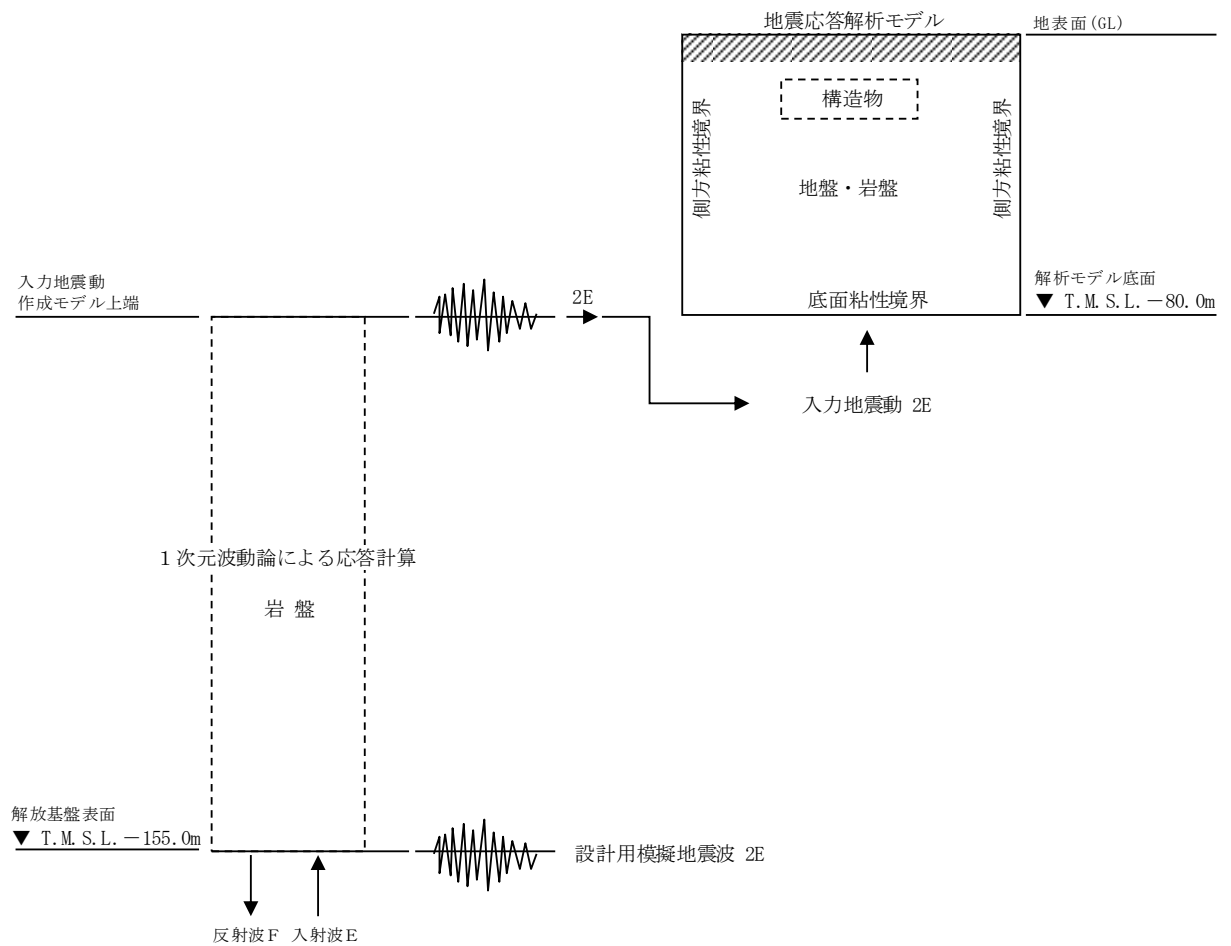 地震応答解析モデル
地表面(GL)
構造物
側方粘性境界
側方粘性境界
地盤・岩盤
底面粘性境界
解析モデル底面
▼ T.M.S.L.－80.0m
入力地震動
作成モデル上端
2E
入力地震動 2E
１次元波動論による応答計算
岩 盤
解放基盤表面
▼ T.M.S.L.－155.0m
設計用模擬地震波 2E
反射波Ｆ
入射波Ｅ